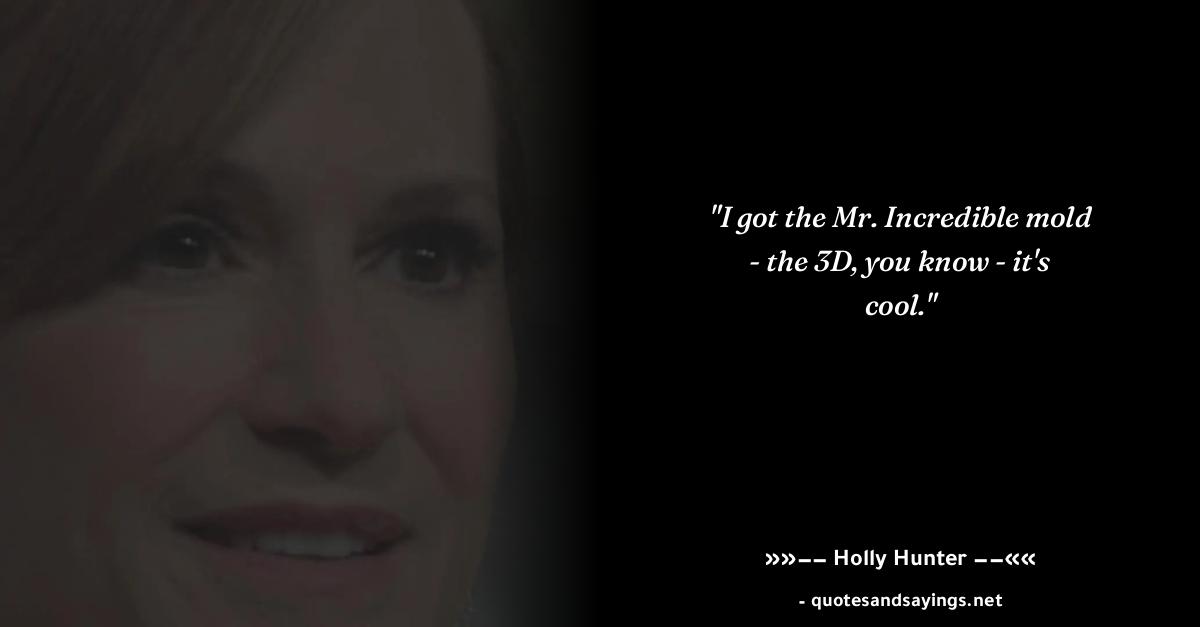 "I got the Mr. Incredible mold
- the 3D, you know - it's
cool."
»»–– Holly Hunter ––««
- quotesandsayings.net